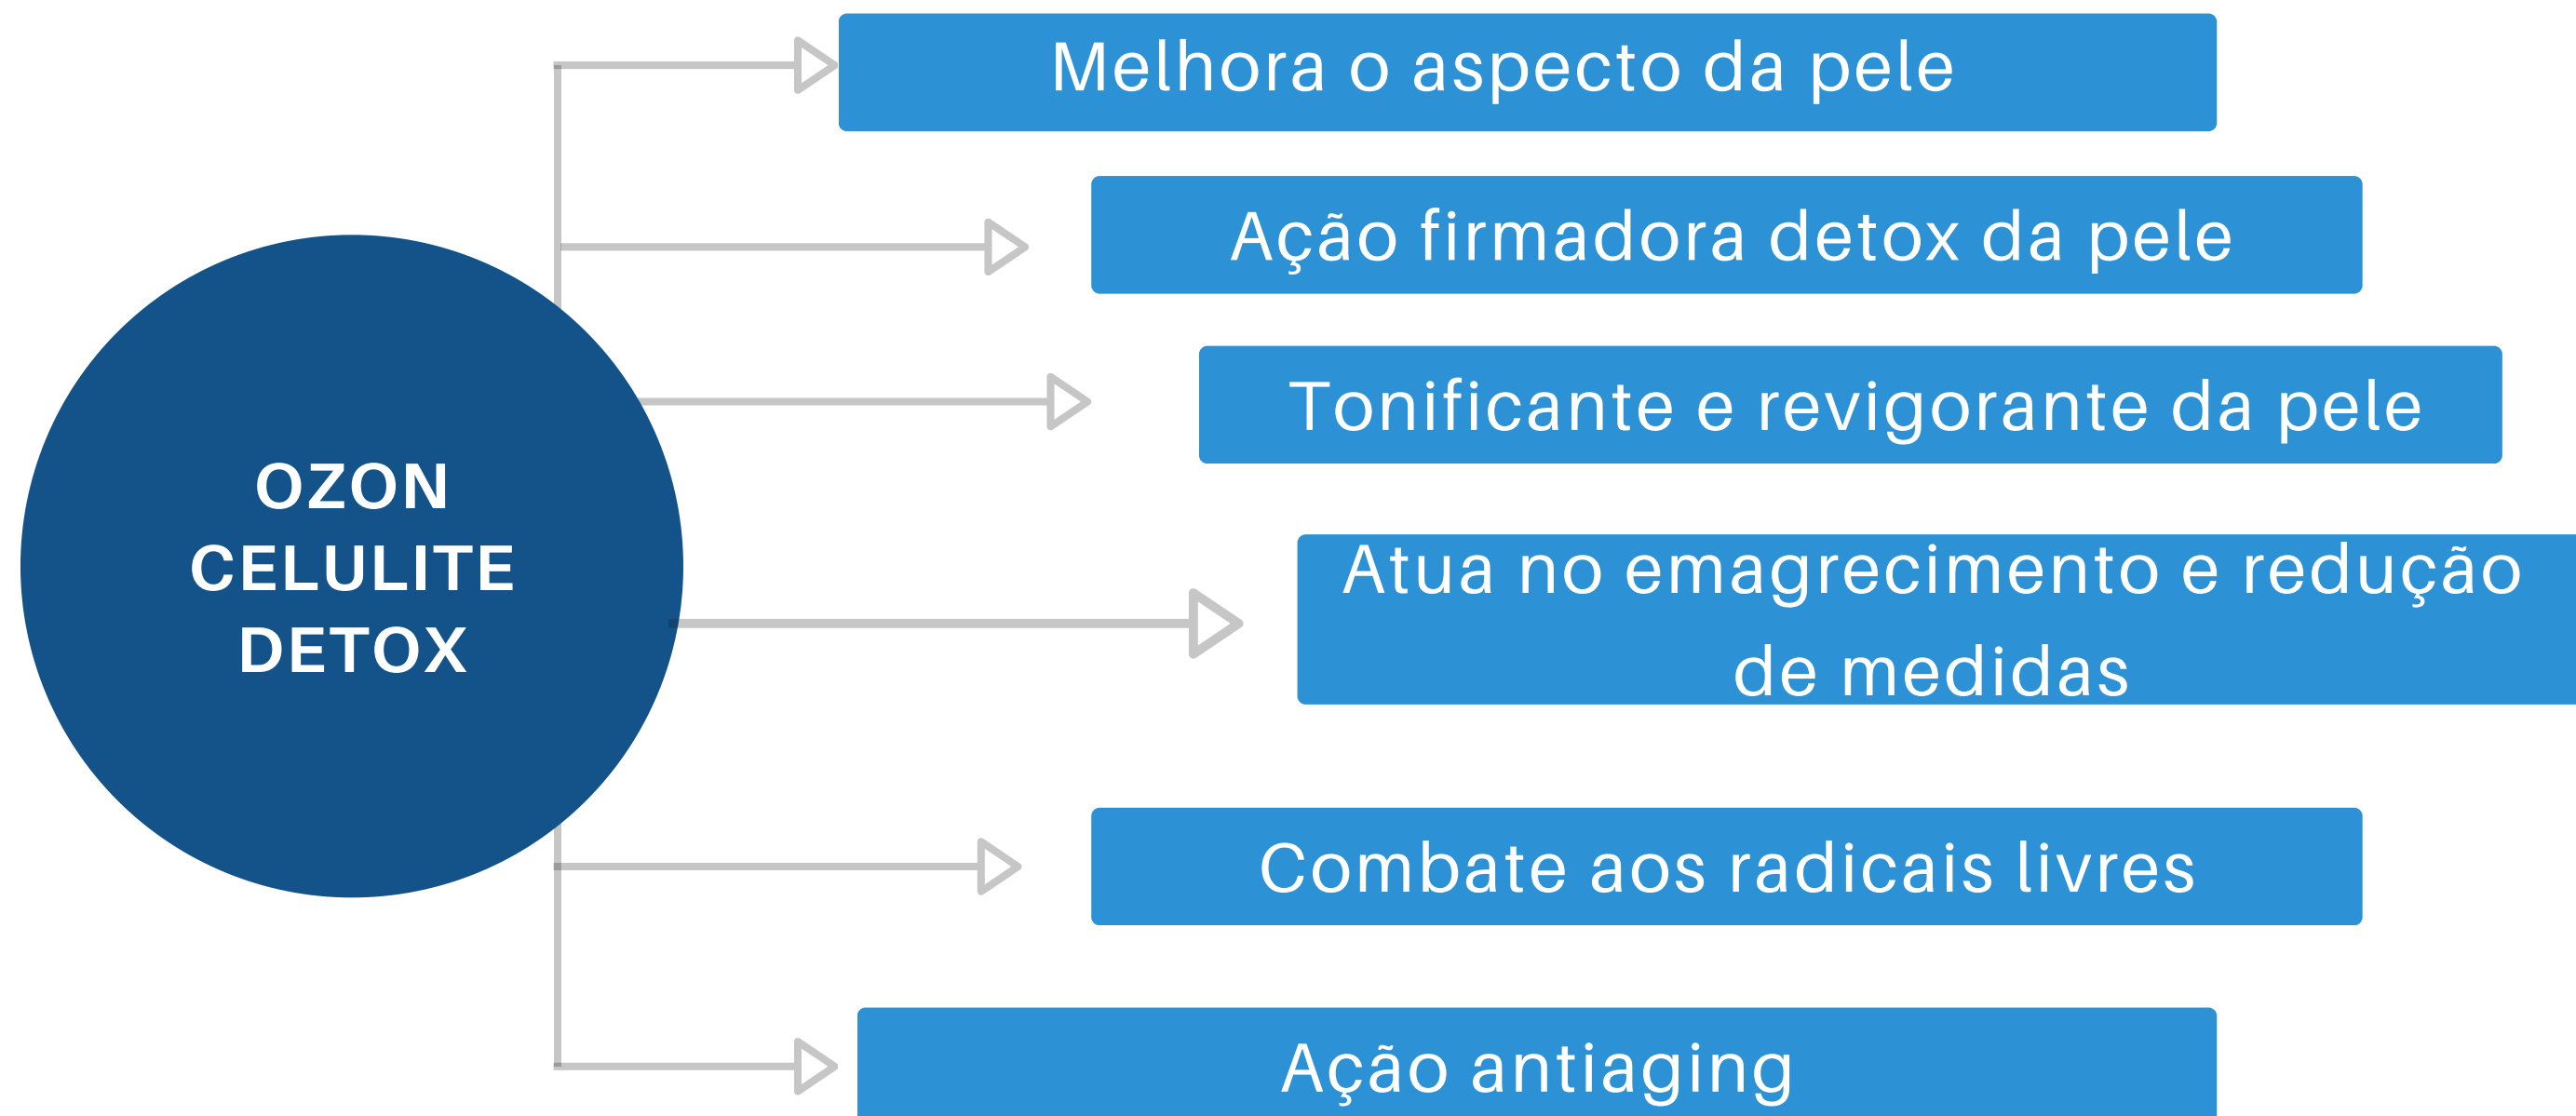 OZON
CELULITE
DETOX
Melhora o aspecto da pele
Ação firmadora detox da pele
Tonificante e revigorante da pele
Atua no emagrecimento e redução
de medidas
Combate aos radicais livres
Ação antiaging